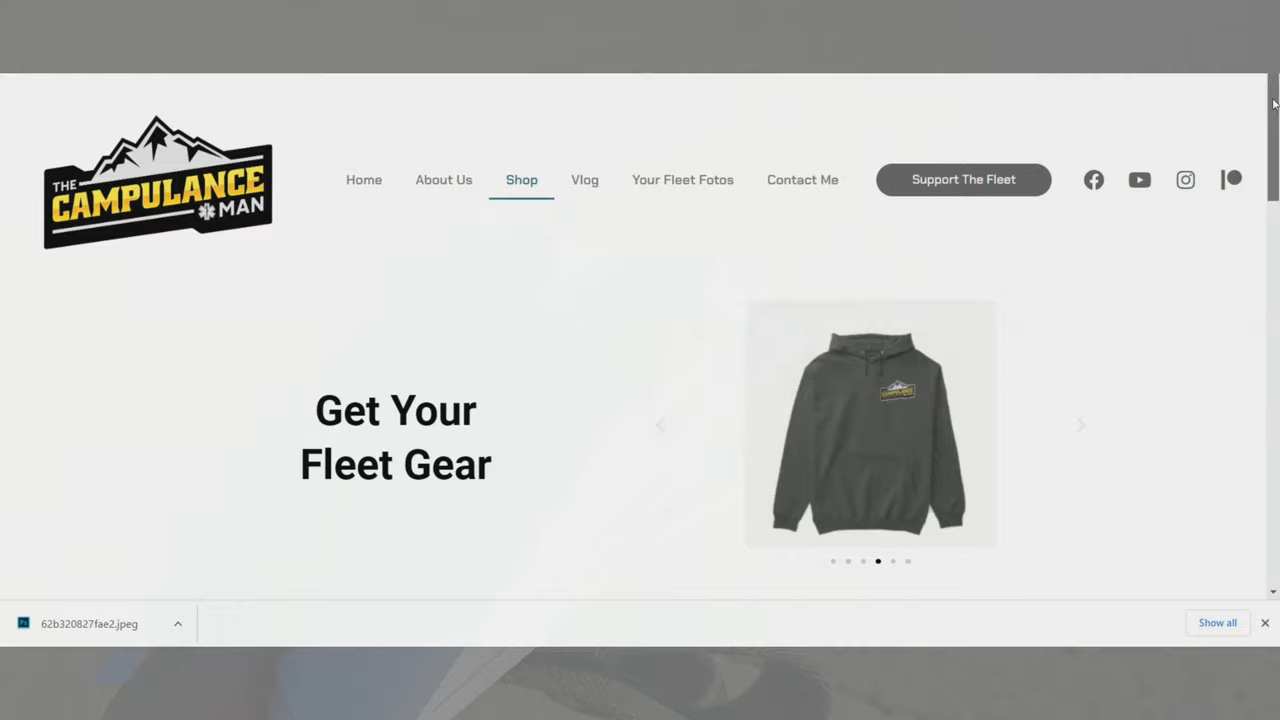 THE
CAMPULANCE
MAN
Home
About Us
Shop
Vlog
Your Fleet Fotos
Contact Me
Support The Fleet
Get Your
Fleet Gear
CAMPULANCE
62b320827fae2.jpeg
Show all